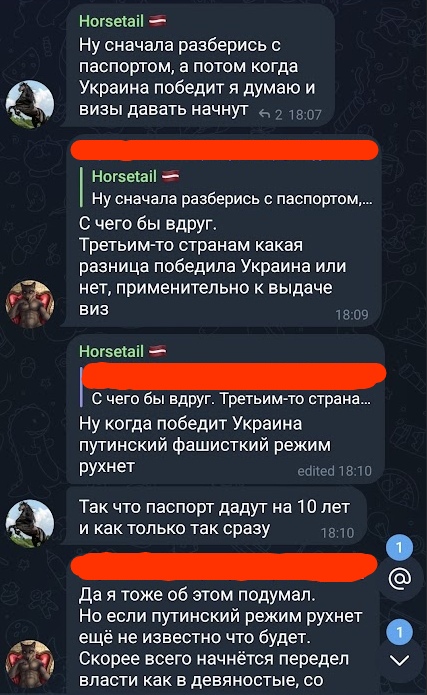 Horsetail
Ну сначала разберись с
паспортом, а потом когда
Украина победит я думаю и
визы давать начнут
2 18:07
Horsetail
Ну сначала разберись с паспортом,...
С чего бы вдруг.
Третьим-то странам какая
разница победила Украина или
нет, применительно к выдаче
виз
18:09
Horsetail
С чего бы вдруг. Третьим-то страна...
Ну когда победит Украина
путинский фашисткий режим
рухнет
edited 18:10
Так что паспорт дадут на 10 лет
и как только так сразу
18:10
1
@
Да я тоже об этом подумал.
Но если путинский режим рухнет
ещё не известно что будет.
1
Скорее всего начнётся передел
власти как в девяностые, со